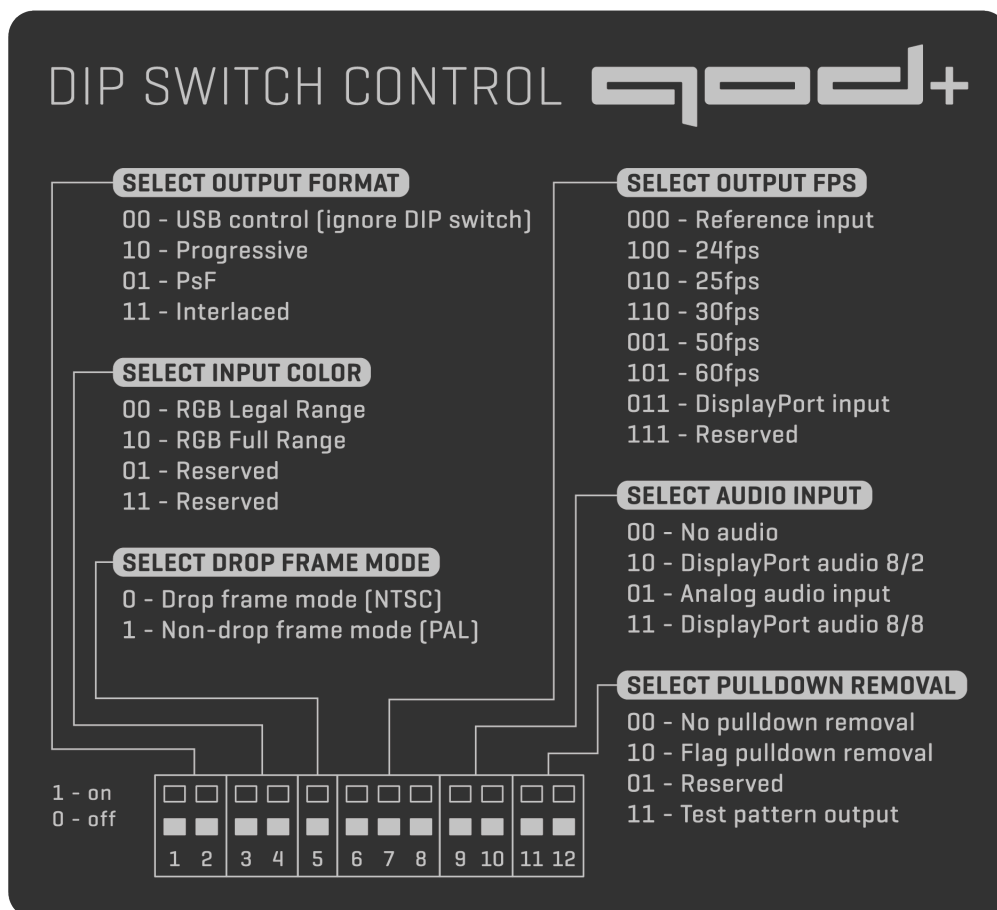 DIP SWITCH CONTROL qod+
SELECT OUTPUT FORMAT
00 - USB control (ignore DIP switch)
10 - Progressive
01 - PsF
11 - Interlaced
SELECT INPUT COLOR
00 - RGB Legal Range
10 - RGB Full Range
01 - Reserved
11 - Reserved
SELECT DROP FRAME MODE
0 - Drop frame mode (NTSC)
1 - Non-drop frame mode (PAL)
SELECT OUTPUT FPS
000 - Reference input
100 - 24fps
010 - 25fps
110 - 30fps
001 - 50fps
101 - 60fps
011 - DisplayPort input
111 - Reserved
SELECT AUDIO INPUT
00 - No audio
10 - DisplayPort audio 8/2
01 - Analog audio input
11 - DisplayPort audio 8/8
SELECT PULLDOWN REMOVAL
00 - No pulldown removal
10 - Flag pulldown removal
01 - Reserved
11 - Test pattern output
1 - on
0 - off
1 2 3 4 5 6 7 8 9 10 11 12